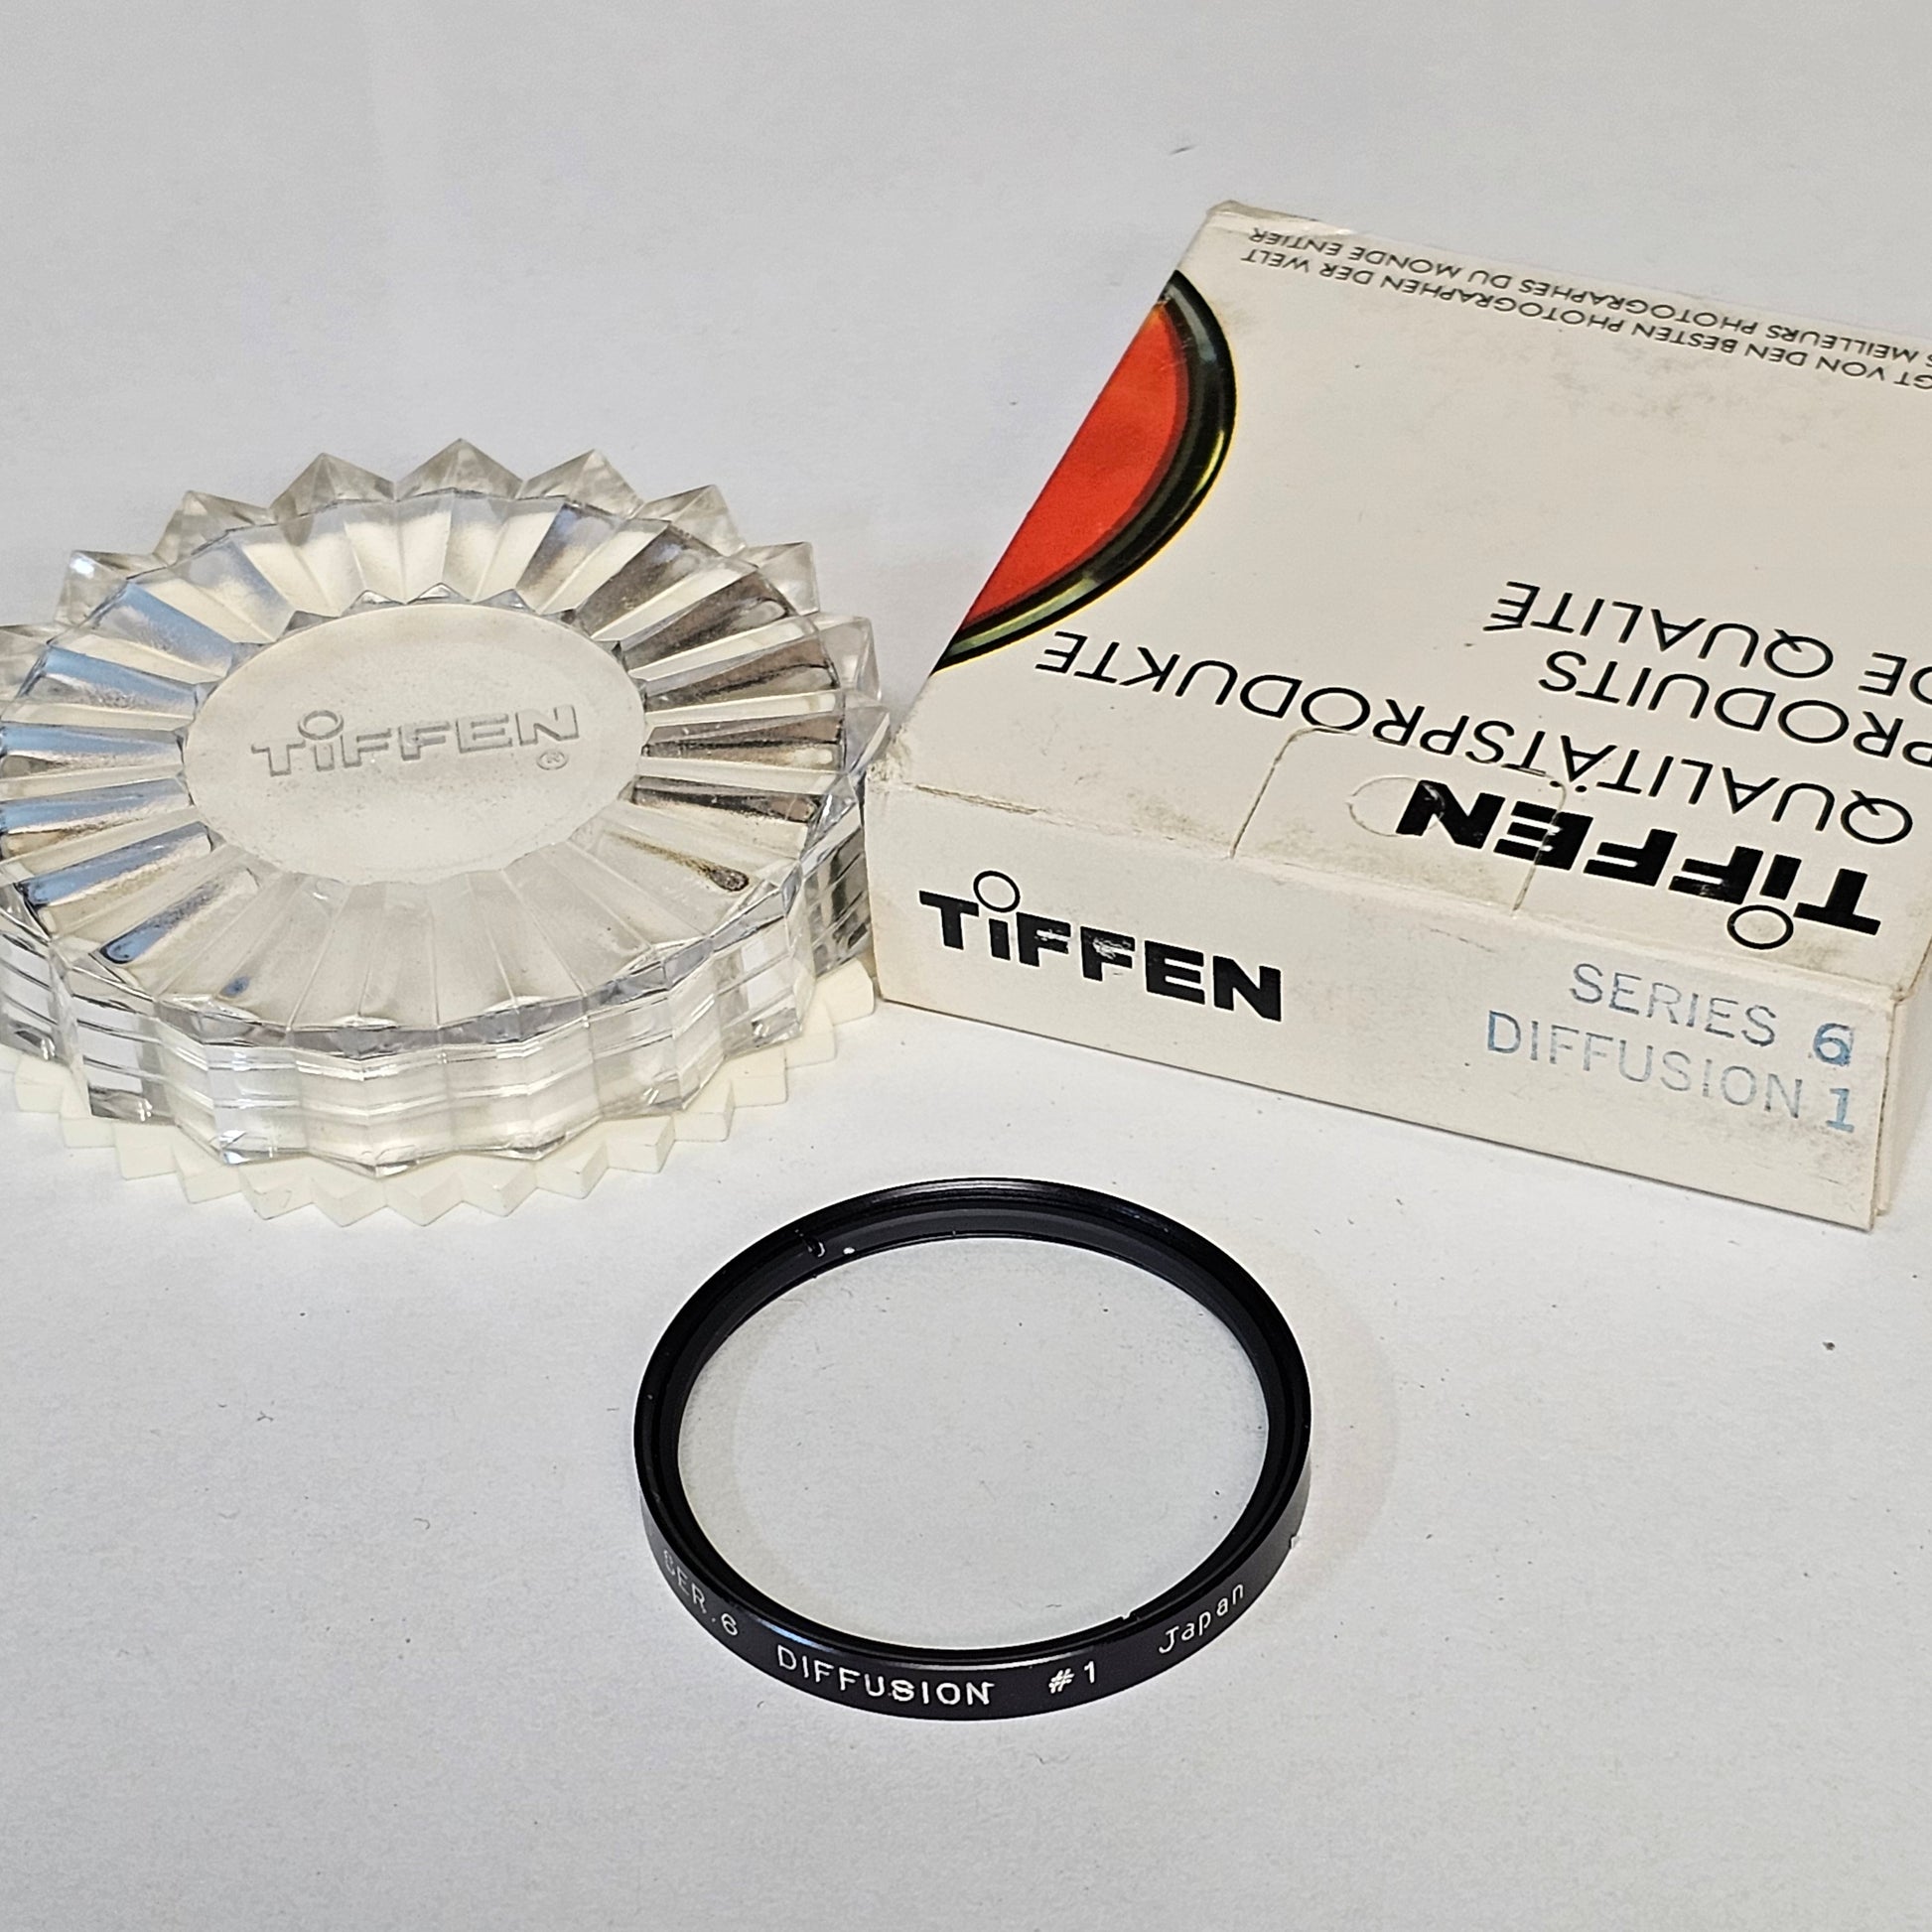 TiFFEN®
TiFFEN
QUALITÄTSPRODUKTE
PRODUITS
DE QUALITÉ
VON DEN BESTEN PHOTOGRAPHEN DER WELT
MEILLEURS PHOTOGRAPHES DU MONDE ENTIER
TiFFEN
SERIES 6
DIFFUSION 1
SER.6 DIFFUSION #1 Japan